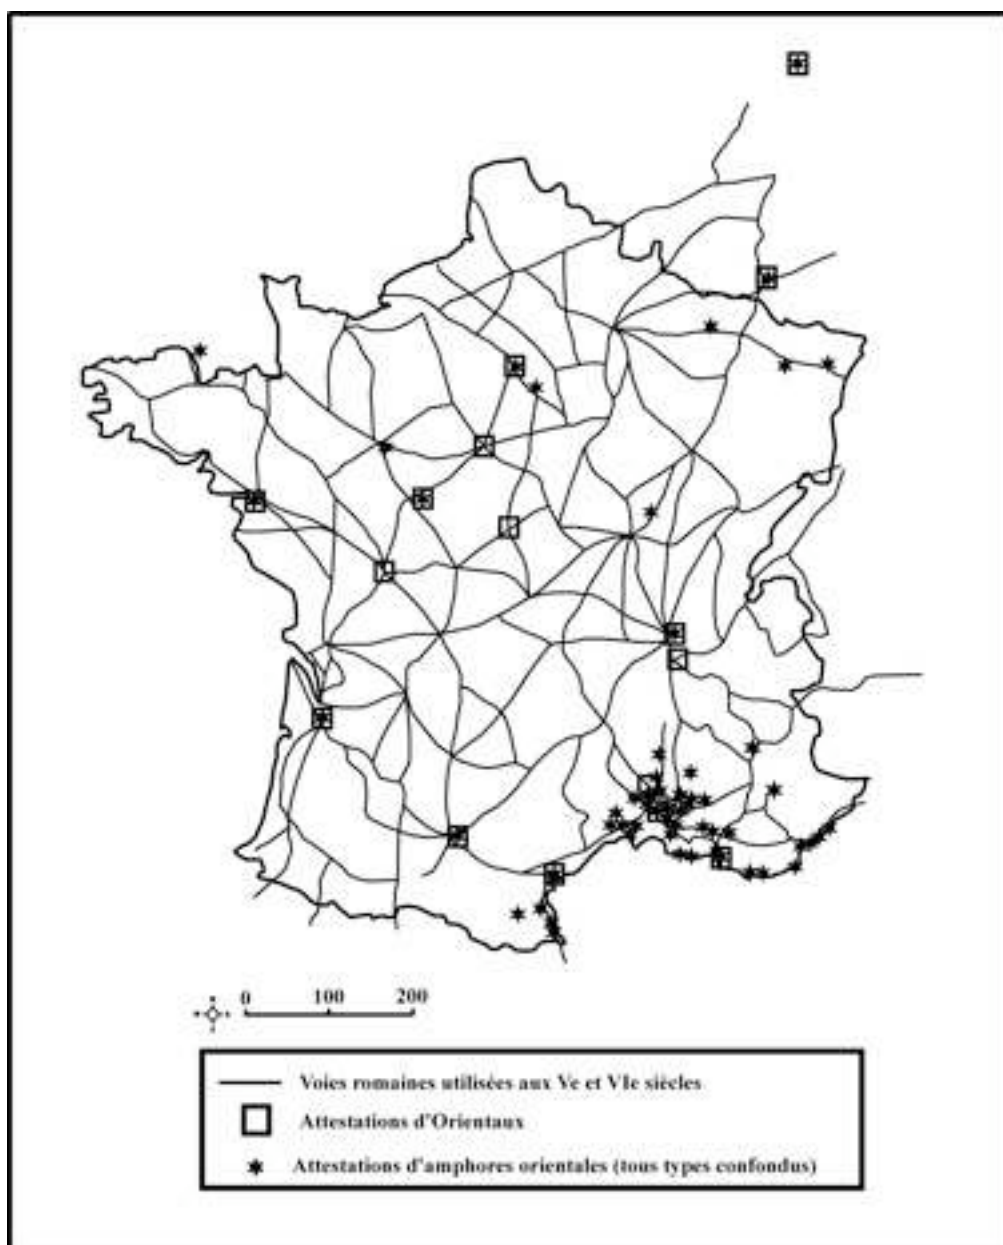 0 100 200
Voies romaines utilisées aux Ve et VIe siècles
Attestations d'Orientaux
Attestations d'amphores orientales (tous types confondus)